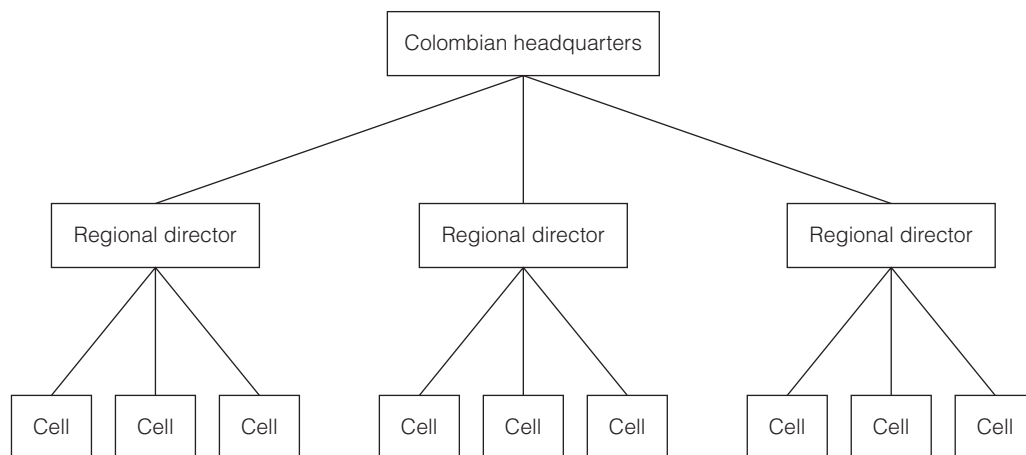 Colombian headquarters
Regional director
Regional director
Regional director
Cell
Cell
Cell
Cell
Cell
Cell
Cell
Cell
Cell